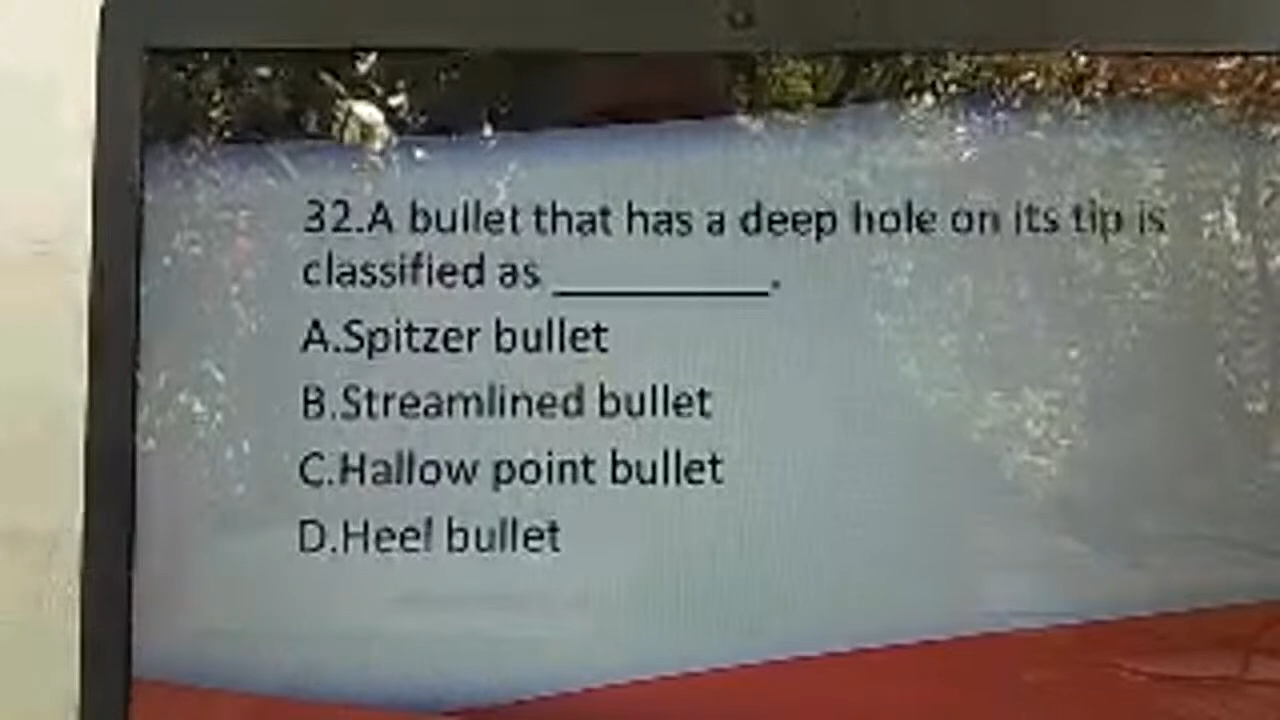 32.A bullet that has a deep hole on its tip is
classified as __________.
A.Spitzer bullet
B.Streamlined bullet
C.Hallow point bullet
D.Heel bullet